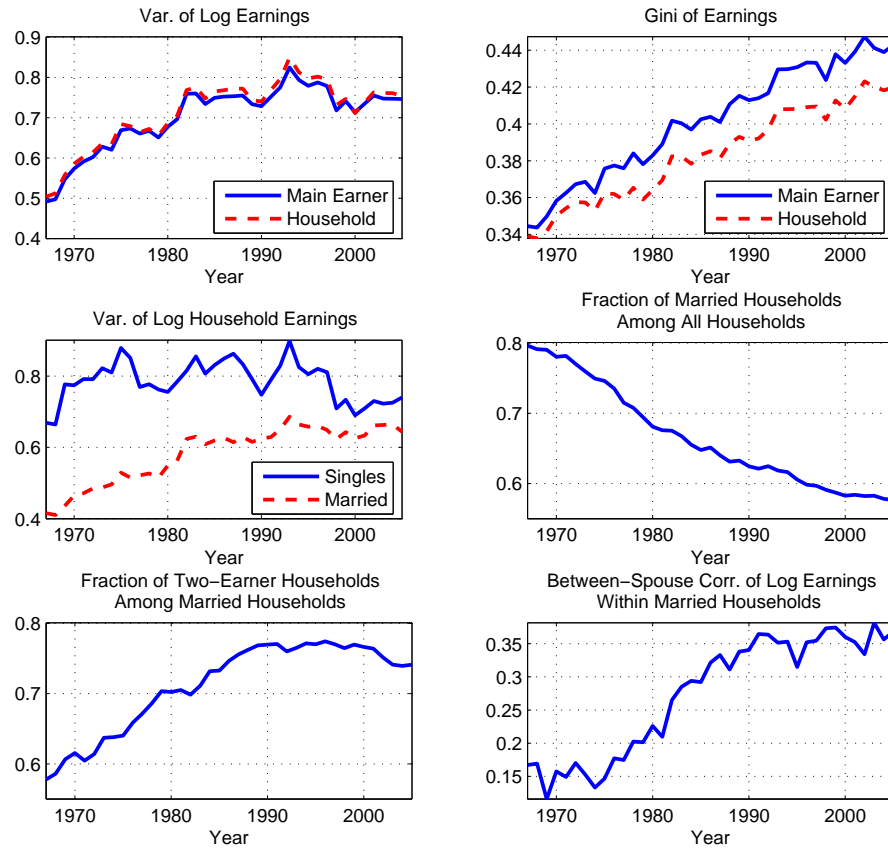 Var. of Log Earnings
0.9
0.8
0.7
0.6
0.5
0.4
Main Earner
Household
1970 1980 1990 2000
Year
Gini of Earnings
0.44
0.42
0.4
0.38
0.36
0.34
Main Earner
Household
1970 1980 1990 2000
Year
Var. of Log Household Earnings
0.8
0.6
0.4
Singles
Married
1970 1980 1990 2000
Year
Fraction of Married Households
Among All Households
0.8
0.7
0.6
1970 1980 1990 2000
Year
Fraction of Two−Earner Households
Among Married Households
0.8
0.7
0.6
1970 1980 1990 2000
Year
Between−Spouse Corr. of Log Earnings
Within Married Households
0.35
0.3
0.25
0.2
0.15
1970 1980 1990 2000
Year